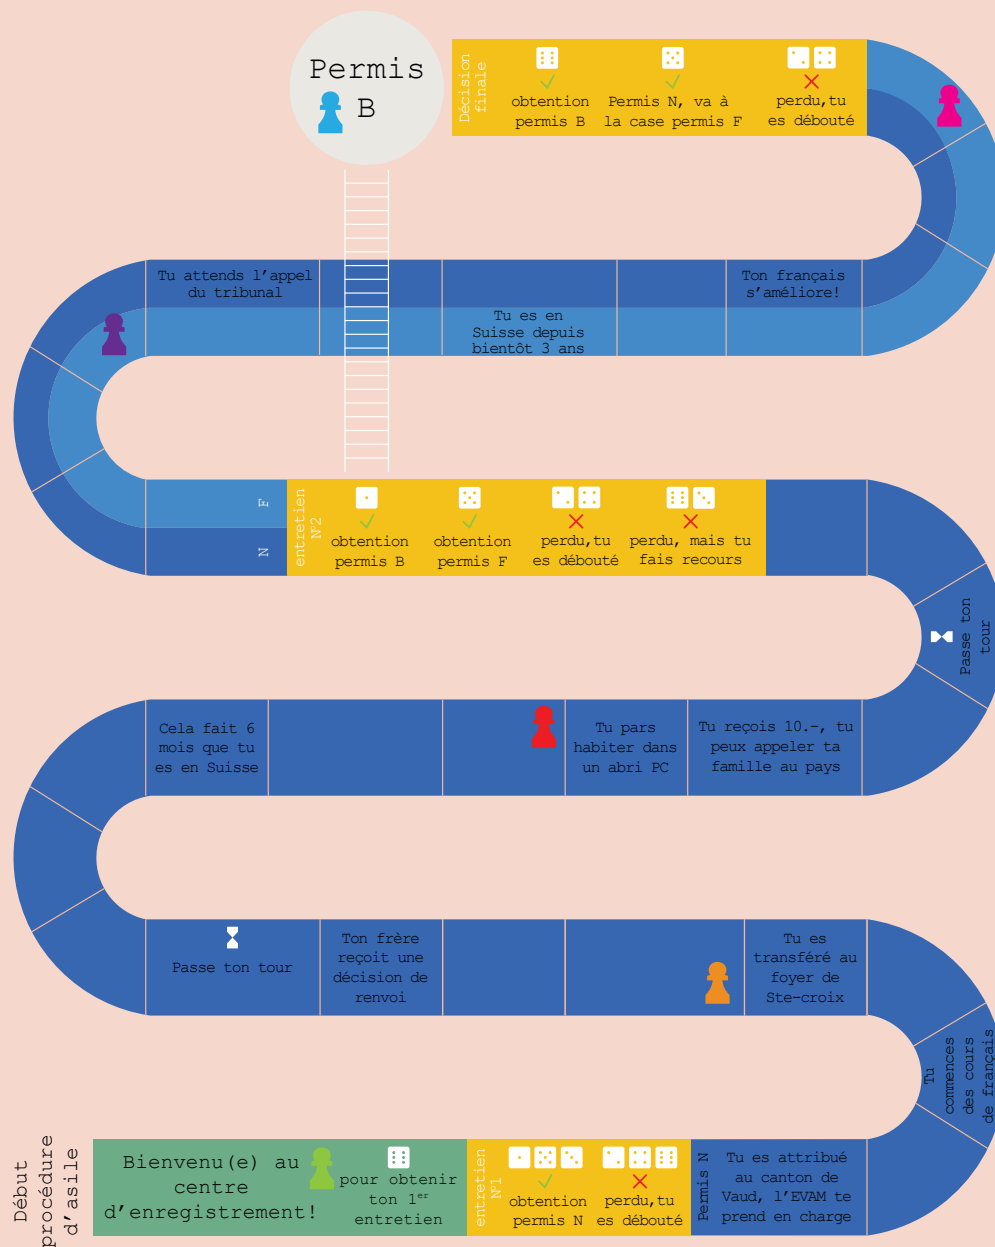 Permis
B
Décision
finale
obtention
permis B
Permis N, va à
la case permis F
perdu,tu
es débouté
Tu attends l'appel
du tribunal
Tu es en
Suisse depuis
bientôt 3 ans
Ton français
s'améliore!
N
F
entretien
N°2
obtention
permis B
obtention
permis F
perdu,tu
es débouté
perdu, mais tu
fais recours
Passe ton
tour
Cela fait 6
mois que tu
es en Suisse
Tu pars
habiter dans
un abri PC
Tu reçois 10.-, tu
peux appeler ta
famille au pays
Passe ton tour
Ton frère
reçoit une
décision de
renvoi
Tu es
transféré au
foyer de
Ste-croix
Tu
commences
des cours
de français
Début
procédure
d'asile
Bienvenu(e) au
centre
d'enregistrement!
pour obtenir
ton 1er
entretien
entretien
N°1
obtention
permis N
perdu,tu
es débouté
Permis N
Tu es attribué
au canton de
Vaud, l'EVAM te
prend en charge